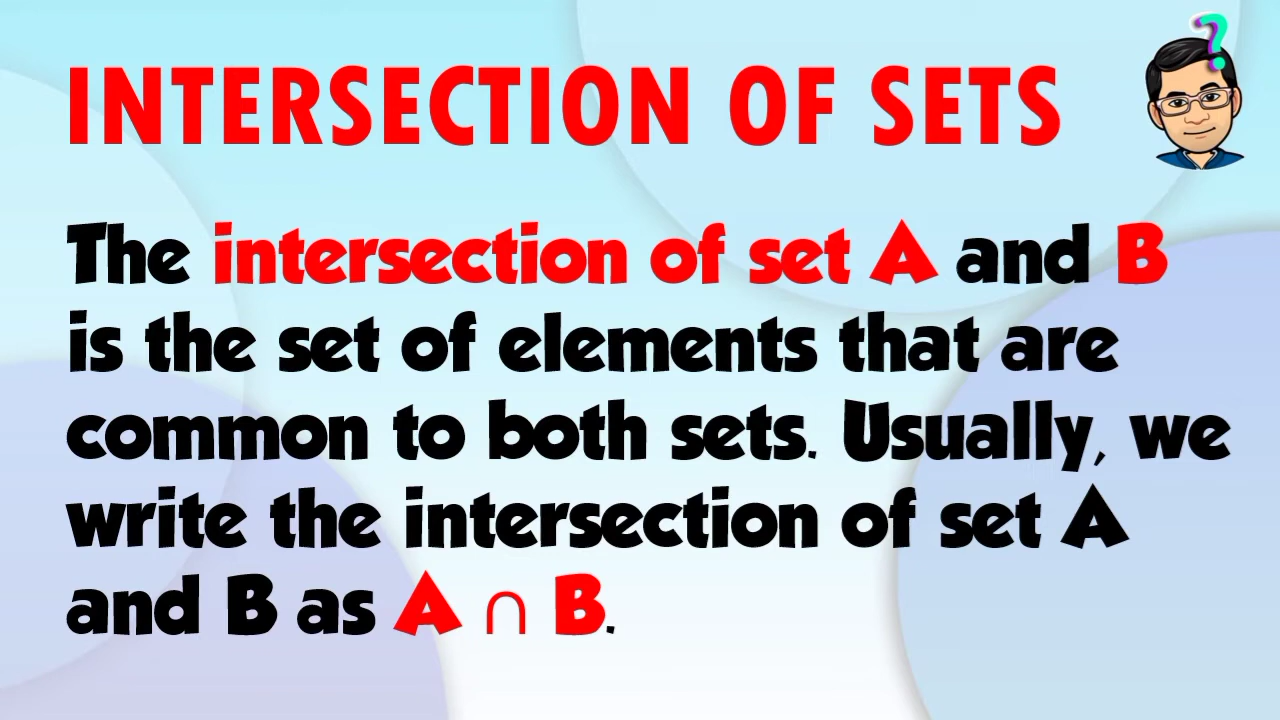 INTERSECTION OF SETS
?
The intersection of set A and B
is the set of elements that are
common to both sets. Usually, we
write the intersection of set A
and B as A ∩ B.